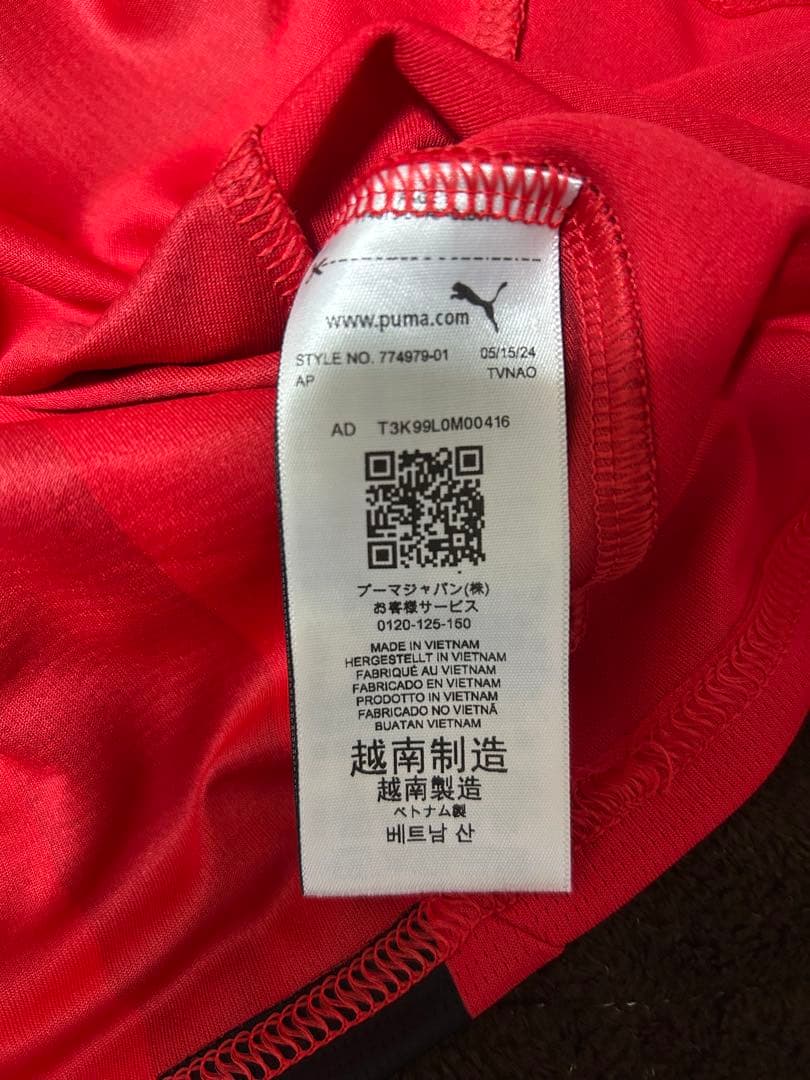 www.puma.com
STYLE NO. 774979-01 05/15/24
AP TVNAO
AD T3K99L0M00416
プーマジャパン(株)
お客様サービス
0120-125-150
MADE IN VIETNAM
HERGESTELLT IN VIETNAM
FABRIQUÉ AU VIETNAM
FABRICADO EN VIETNAM
PRODOTTO IN VIETNAM
FABRICADO NO VIETNÃ
BUATAN VIETNAM
越南制造
越南製造
ベトナム製
베트남 산